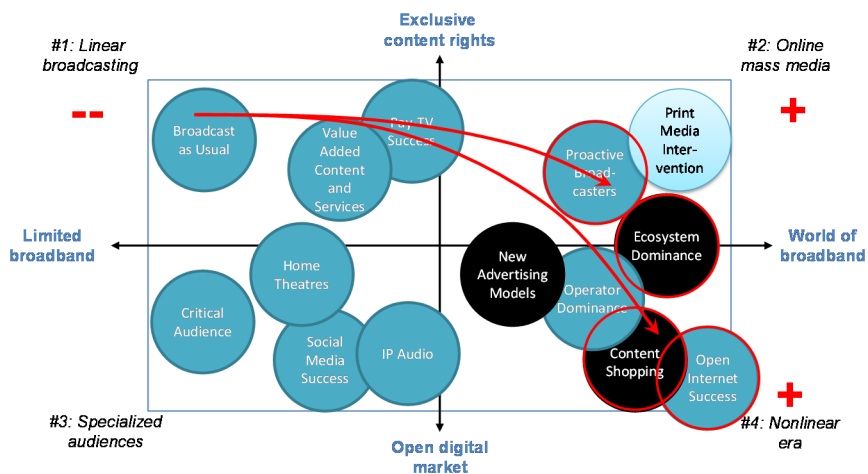 Exclusive
content rights
#1: Linear
broadcasting
#2: Online
mass media
--
+
Broadcast
as Usual
Value
Added
Content
and
Services
Pay-TV
Success
Proactive
Broad-
casters
Print
Media
Inter-
vention
Limited
broadband
World of
broadband
Ecosystem
Dominance
New
Advertising
Models
Home
Theatres
Operator
Dominance
Critical
Audience
Social
Media
Success
IP Audio
Content
Shopping
Open
Internet
Success
+
#3: Specialized
audiences
Open digital
market
#4: Nonlinear
era